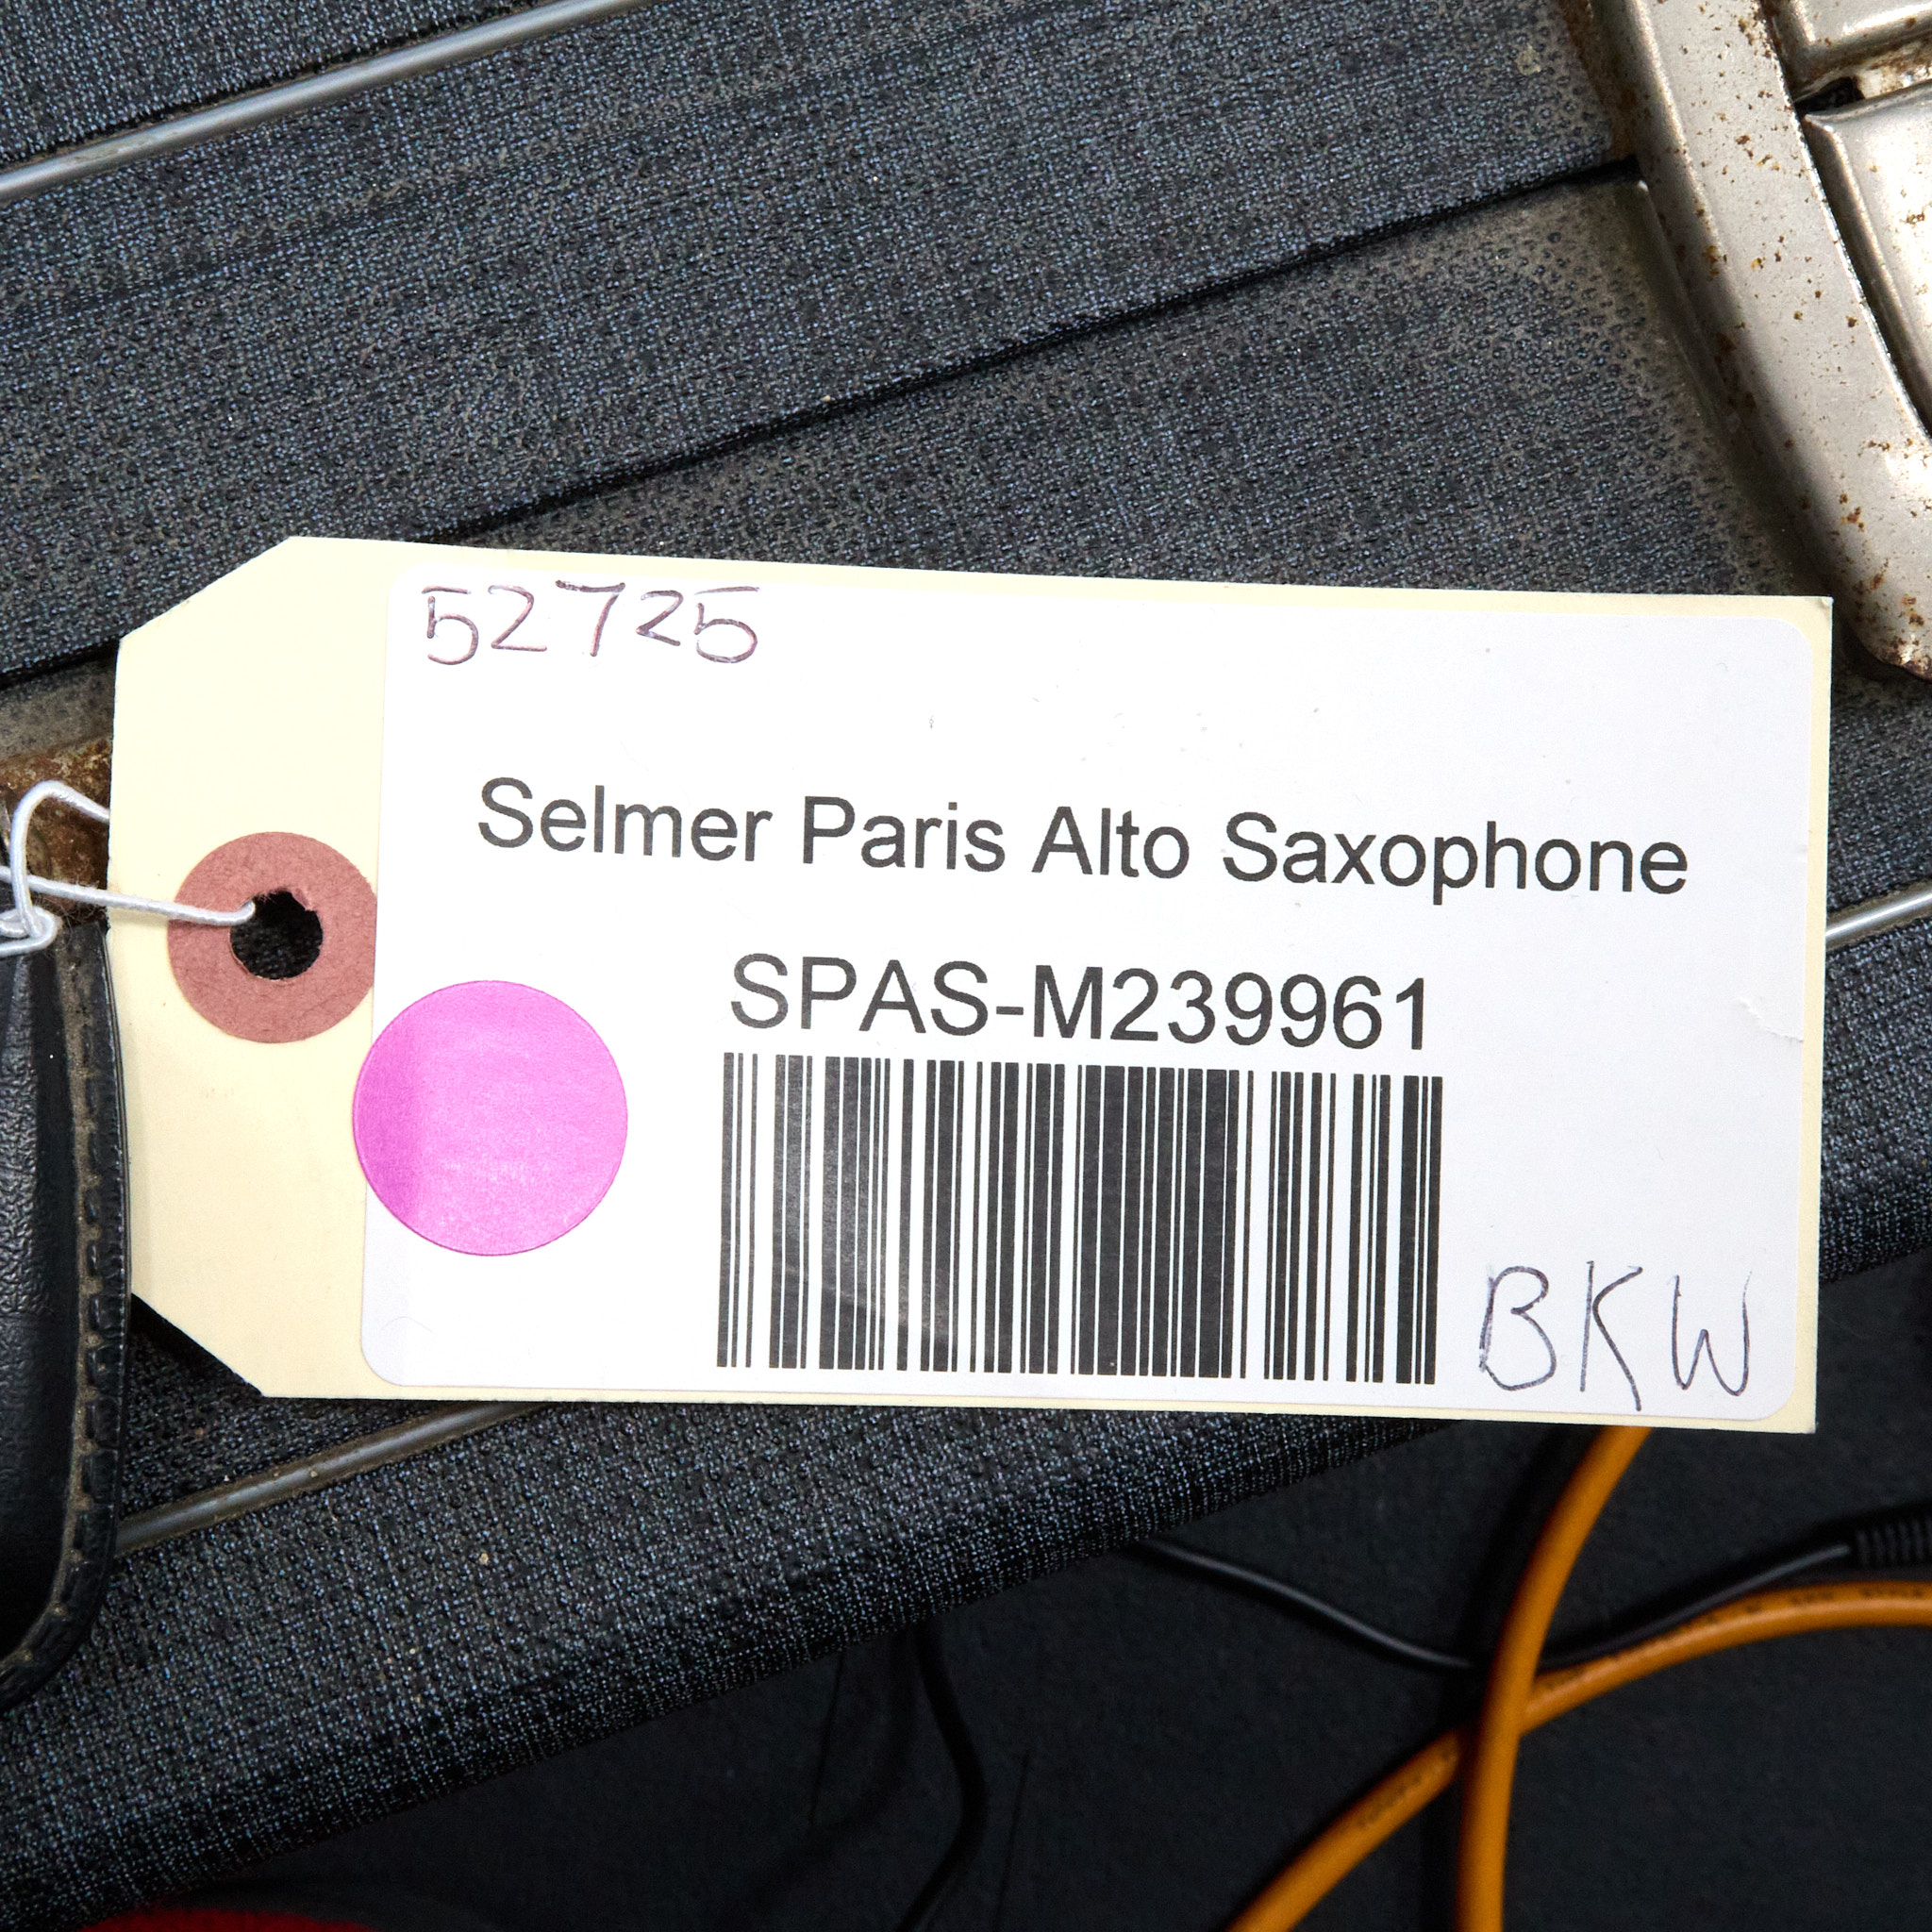 52725
Selmer Paris Alto Saxophone
SPAS-M239961
BKW